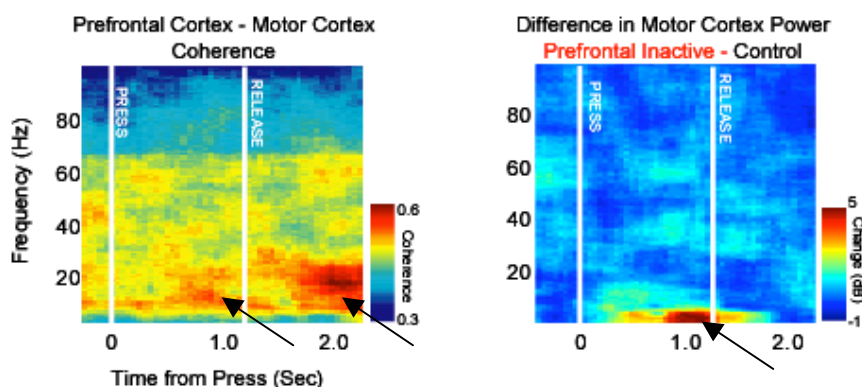 Prefrontal Cortex - Motor Cortex
Coherence
PRESS
RELEASE
80
60
40
20
Frequency (Hz)
0.6
Coherence
0.3
0
1.0
2.0
Time from Press (Sec)
Difference in Motor Cortex Power
Prefrontal Inactive - Control
PRESS
RELEASE
80
60
40
20
5
Change (dB)
-1
0
1.0
2.0